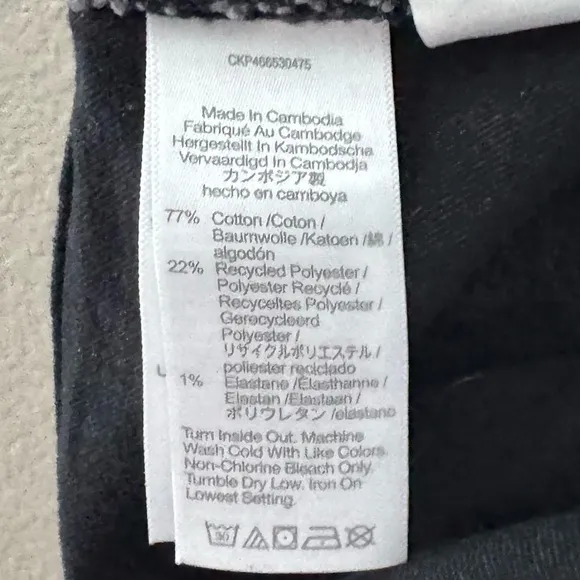 CKP466530475
Made In Cambodia
Fabriqué Au Cambodge
Hergestellt In Kambodscha
Vervaardigd In Cambodja
カンボジア製
hecho en camboya
77% Cotton /Coton /
Baumwolle /Katoen /綿 /
algodón
22% Recycled Polyester /
Polyester Recyclé /
Recyceltes Polyester /
Gerecycleerd
Polyester /
リサイクルポリエステル /
poliester reciclado
1% Elastane /Élasthanne /
Elastan /Elastaan /
ポリウレタン /elastano
Turn Inside Out. Machine
Wash Cold With Like Colors.
Non-Chlorine Bleach Only.
Tumble Dry Low. Iron On
Lowest Setting.
30